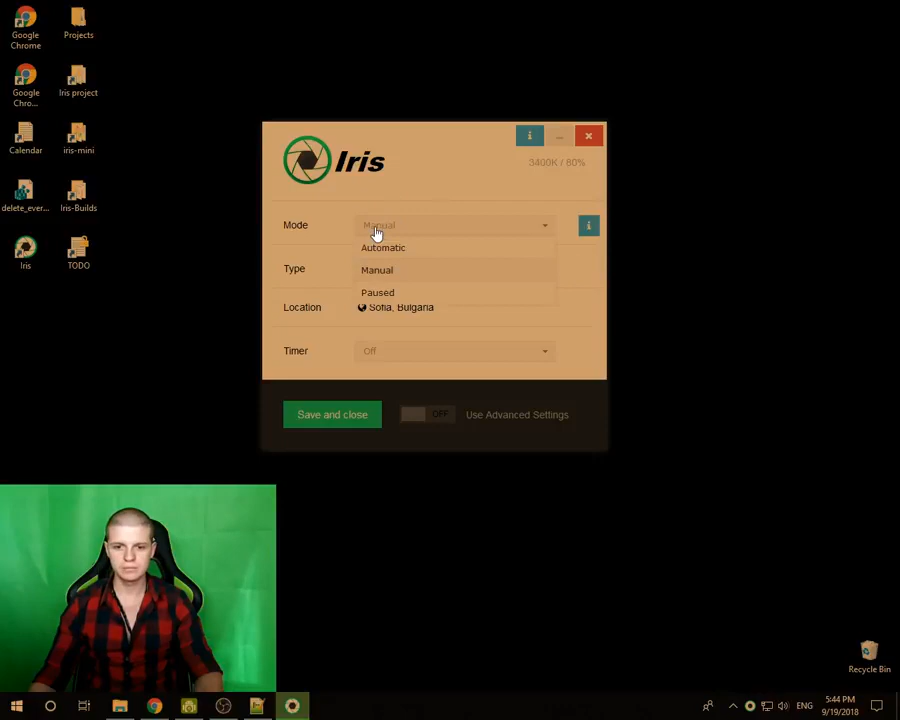 Google
Chrome
Projects
Google
Chro...
Iris project
Calendar
iris-mini
delete_ever...
Iris-Builds
Iris
TODO
Iris
i
3400K / 80%
Mode
Manual
i
Automatic
Type
Manual
Paused
Location
Sofia, Bulgaria
Timer
Off
Save and close
OFF
Use Advanced Settings
Recycle Bin
ENG
5:44 PM
9/19/2018